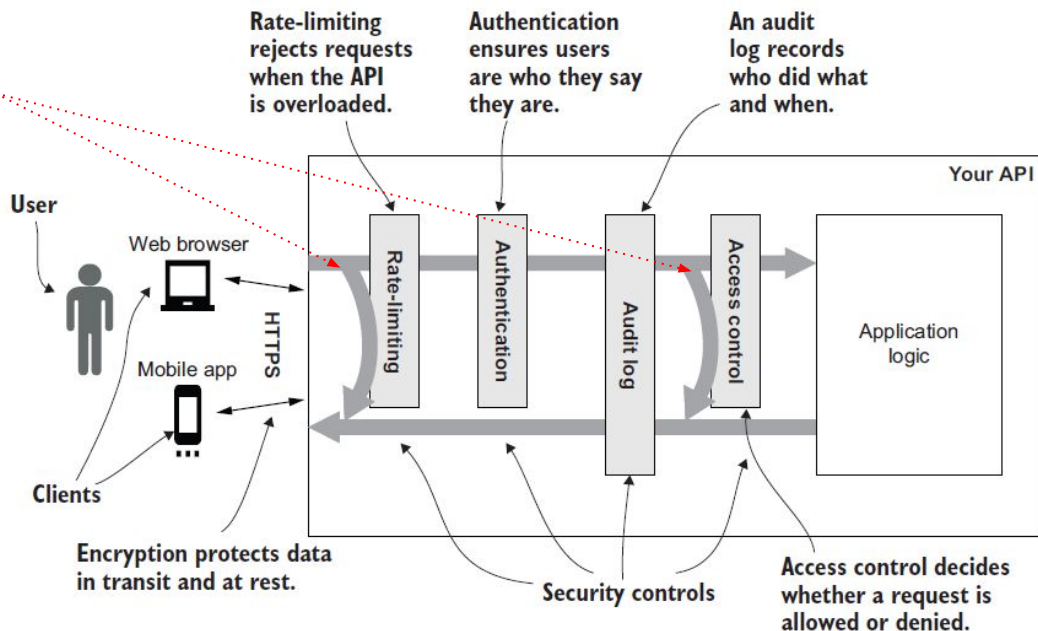 Rate-limiting
rejects requests
when the API
is overloaded.
Authentication
ensures users
are who they say
they are.
An audit
log records
who did what
and when.
Your API
User
Web browser
Mobile app
HTTPS
Rate-limiting
Authentication
Audit log
Access control
Application
logic
Clients
Encryption protects data
in transit and at rest.
Security controls
Access control decides
whether a request is
allowed or denied.